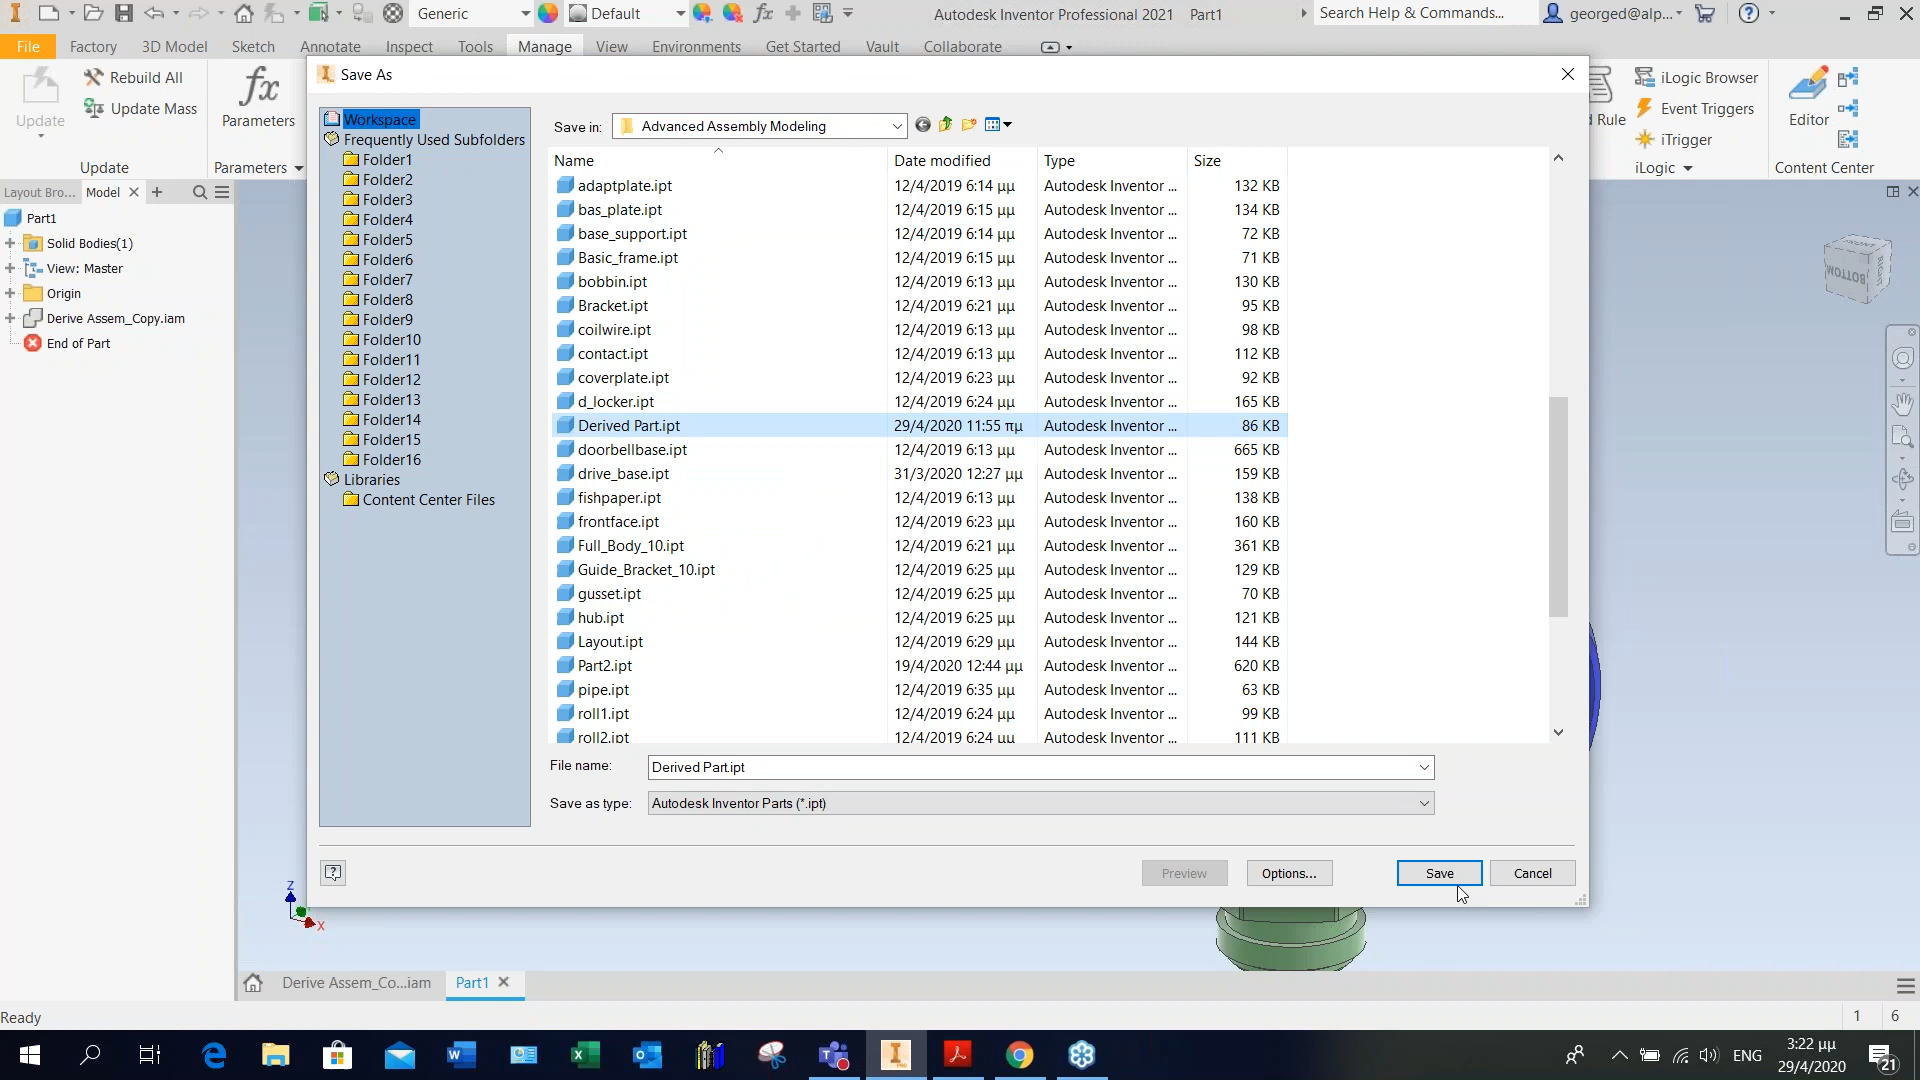 Generic
Default
Autodesk Inventor Professional 2021 Part1
Search Help & Commands...
georged@alp...
File Factory 3D Model Sketch Annotate Inspect Tools Manage View Environments Get Started Vault Collaborate
Update
Rebuild All
Update Mass
Update
fx
Parameters
Parameters
d Rule
iLogic Browser
Event Triggers
iTrigger
iLogic
Editor
Content Center
Layout Bro...
Model
Part1
Solid Bodies(1)
View: Master
Origin
Derive Assem_Copy.iam
End of Part
Save As
Workspace
Frequently Used Subfolders
Folder1
Folder2
Folder3
Folder4
Folder5
Folder6
Folder7
Folder8
Folder9
Folder10
Folder11
Folder12
Folder13
Folder14
Folder15
Folder16
Libraries
Content Center Files
Save in: Advanced Assembly Modeling
Name Date modified Type Size
adaptplate.ipt 12/4/2019 6:14 μμ Autodesk Inventor ... 132 KB
bas_plate.ipt 12/4/2019 6:15 μμ Autodesk Inventor ... 134 KB
base_support.ipt 12/4/2019 6:14 μμ Autodesk Inventor ... 72 KB
Basic_frame.ipt 12/4/2019 6:15 μμ Autodesk Inventor ... 71 KB
bobbin.ipt 12/4/2019 6:13 μμ Autodesk Inventor ... 130 KB
Bracket.ipt 12/4/2019 6:21 μμ Autodesk Inventor ... 95 KB
coilwire.ipt 12/4/2019 6:13 μμ Autodesk Inventor ... 98 KB
contact.ipt 12/4/2019 6:13 μμ Autodesk Inventor ... 112 KB
coverplate.ipt 12/4/2019 6:23 μμ Autodesk Inventor ... 92 KB
d_locker.ipt 12/4/2019 6:24 μμ Autodesk Inventor ... 165 KB
Derived Part.ipt 29/4/2020 11:55 πμ Autodesk Inventor ... 86 KB
doorbellbase.ipt 12/4/2019 6:13 μμ Autodesk Inventor ... 665 KB
drive_base.ipt 31/3/2020 12:27 μμ Autodesk Inventor ... 159 KB
fishpaper.ipt 12/4/2019 6:13 μμ Autodesk Inventor ... 138 KB
frontface.ipt 12/4/2019 6:23 μμ Autodesk Inventor ... 160 KB
Full_Body_10.ipt 12/4/2019 6:21 μμ Autodesk Inventor ... 361 KB
Guide_Bracket_10.ipt 12/4/2019 6:25 μμ Autodesk Inventor ... 129 KB
gusset.ipt 12/4/2019 6:25 μμ Autodesk Inventor ... 70 KB
hub.ipt 12/4/2019 6:25 μμ Autodesk Inventor ... 121 KB
Layout.ipt 12/4/2019 6:29 μμ Autodesk Inventor ... 144 KB
Part2.ipt 19/4/2020 12:44 μμ Autodesk Inventor ... 620 KB
pipe.ipt 12/4/2019 6:35 μμ Autodesk Inventor ... 63 KB
roll1.ipt 12/4/2019 6:24 μμ Autodesk Inventor ... 99 KB
roll2.ipt 12/4/2019 6:24 μμ Autodesk Inventor ... 111 KB
File name: Derived Part.ipt
Save as type: Autodesk Inventor Parts (*.ipt)
Preview Options... Save Cancel
FRONT
BOTTOM
RIGHT
Z
X
Derive Assem_Co...iam
Part1
Ready
1 6
ENG
3:22 μμ
29/4/2020
21